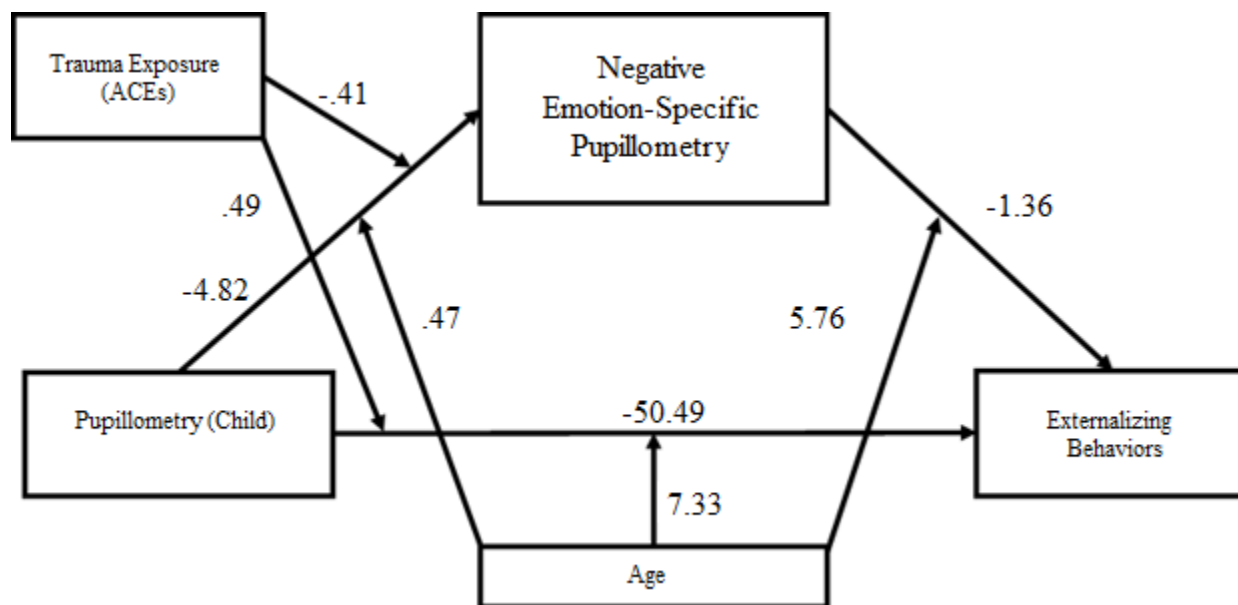 Trauma Exposure
(ACEs)
-.41
Negative
Emotion-Specific
Pupillometry
.49
-1.36
-4.82
.47
5.76
Pupillometry (Child)
-50.49
Externalizing
Behaviors
7.33
Age